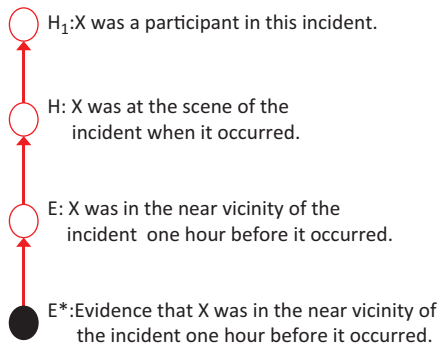 H₁:X was a participant in this incident.
H: X was at the scene of the
incident when it occurred.
E: X was in the near vicinity of the
incident one hour before it occurred.
E*:Evidence that X was in the near vicinity of
the incident one hour before it occurred.